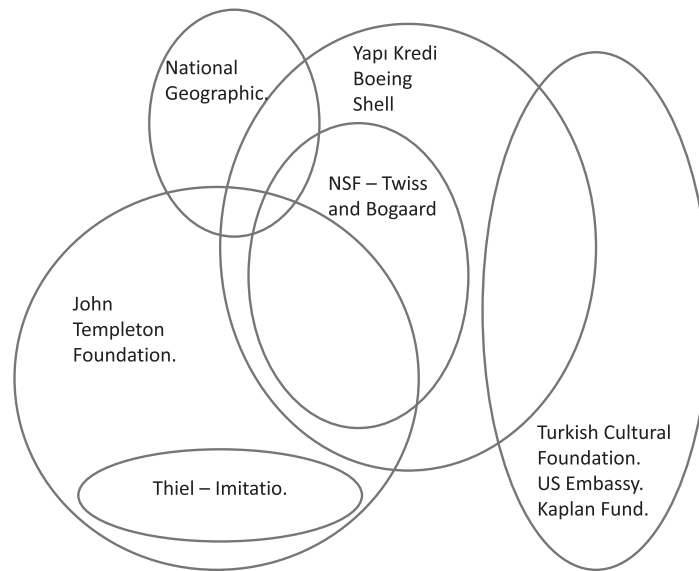 National
Geographic.
Yapı Kredi
Boeing
Shell
NSF – Twiss
and Bogaard
John
Templeton
Foundation.
Turkish Cultural
Foundation.
US Embassy.
Kaplan Fund.
Thiel – Imitatio.